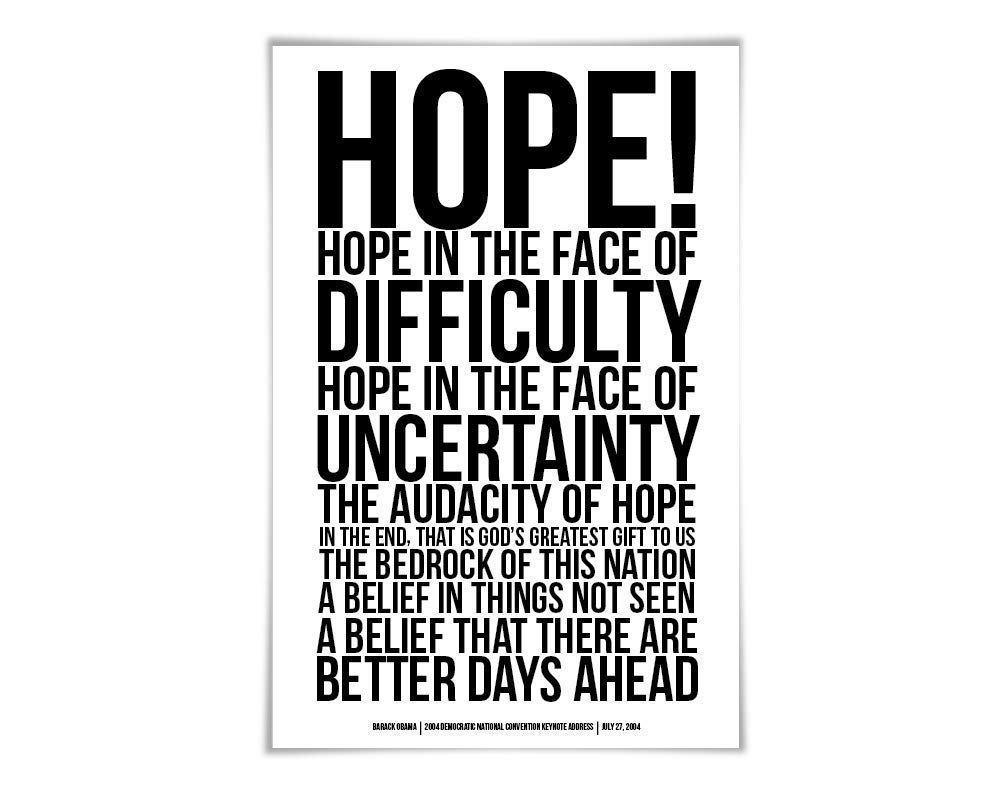 HOPE!
HOPE IN THE FACE OF
DIFFICULTY
HOPE IN THE FACE OF
UNCERTAINTY
THE AUDACITY OF HOPE
IN THE END, THAT IS GOD'S GREATEST GIFT TO US
THE BEDROCK OF THIS NATION
A BELIEF IN THINGS NOT SEEN
A BELIEF THAT THERE ARE
BETTER DAYS AHEAD
BARACK OBAMA | 2004 DEMOCRATIC NATIONAL CONVENTION KEYNOTE ADDRESS | JULY 27, 2004